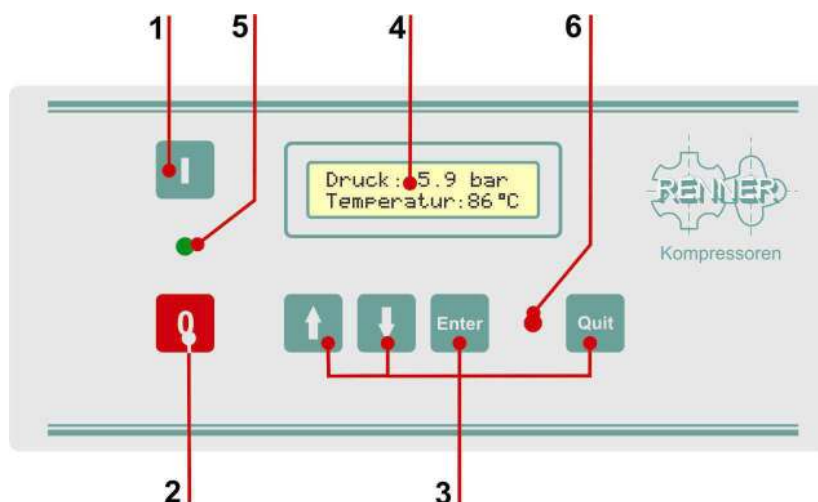 1 5 4 6
I
Druck: 5.9 bar
Temperatur:86°C
RENNER
Kompressoren
0
Enter Quit
2 3